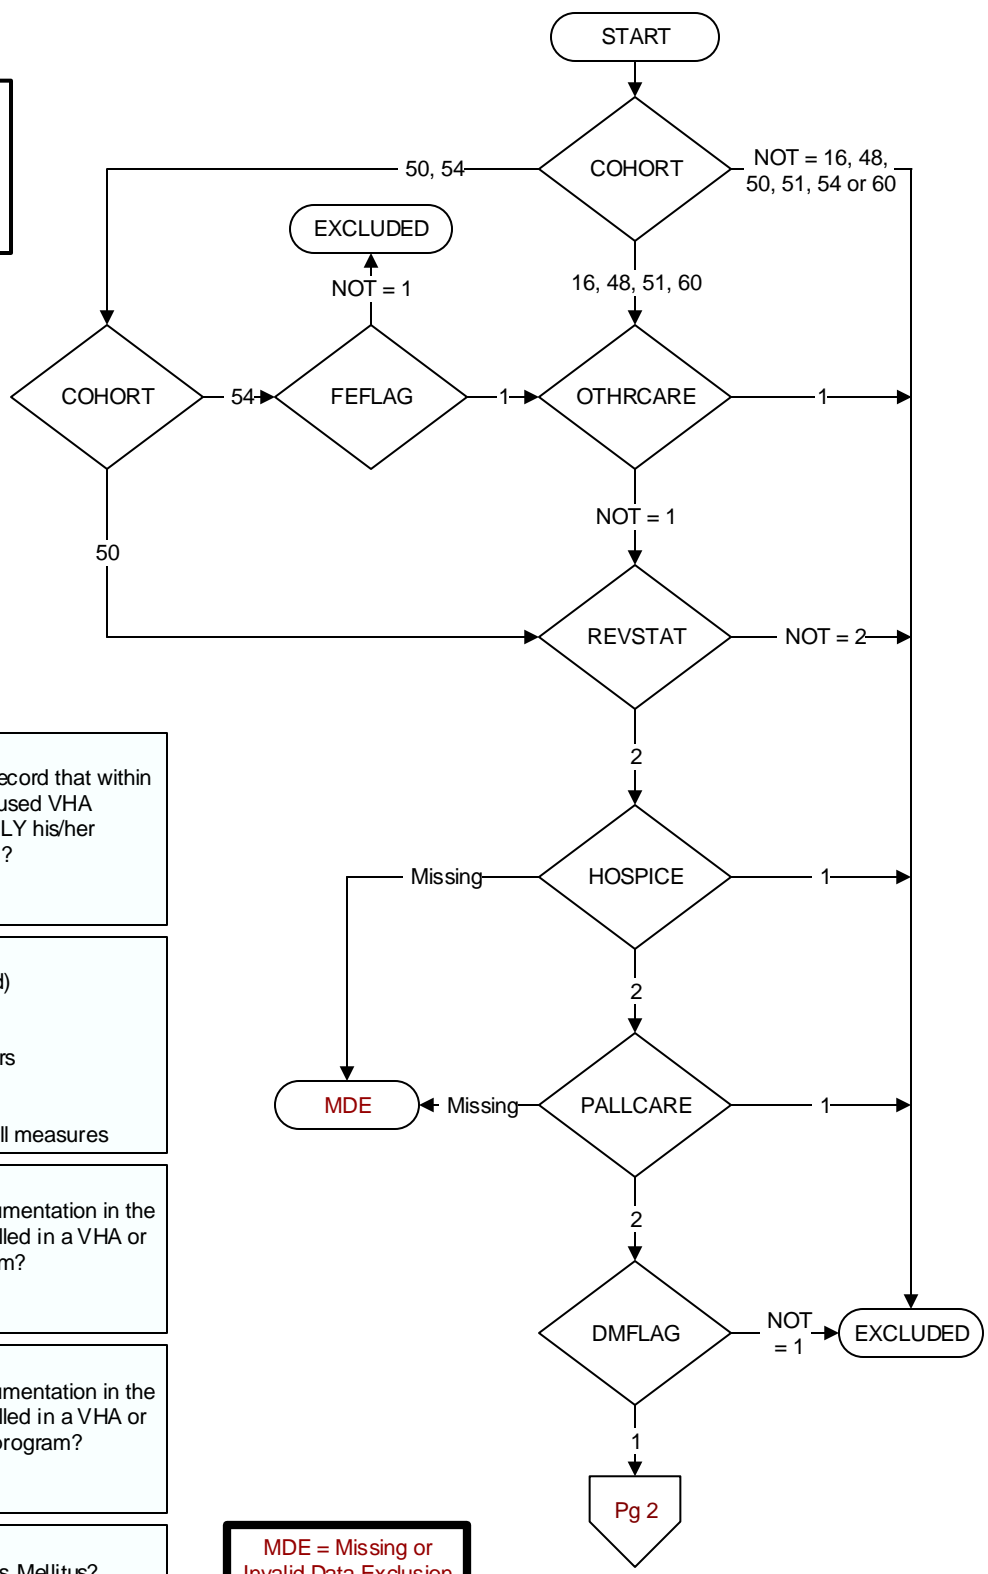 START
COHORT
50, 54
NOT = 16, 48,
50, 51, 54 or 60
EXCLUDED
NOT = 1
16, 48, 51, 60
COHORT
54
FEFLAG
1
OTHRCARE
1
NOT = 1
50
REVSTAT
NOT = 2
2
ecord that within
used VHA
LY his/her
?
Missing
HOSPICE
1
d)
2
rs
MDE
Missing
PALLCARE
1
ll measures
umentation in the
lled in a VHA or
m?
2
DMFLAG
NOT
= 1
EXCLUDED
umentation in the
lled in a VHA or
program?
1
Pg 2
MDE = Missing or
Invalid Data Exclusion
s Mellitus?